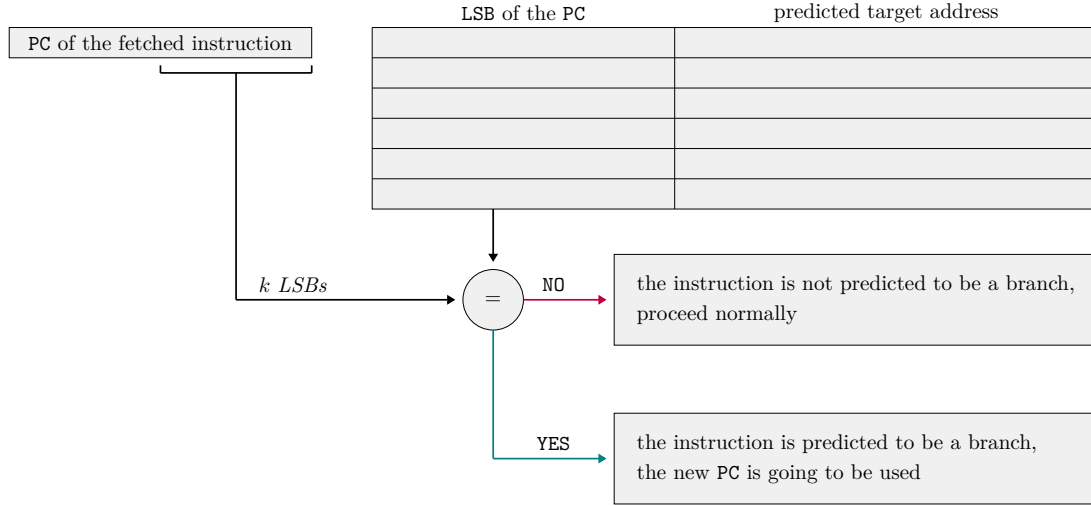 LSB of the PC
predicted target address
PC of the fetched instruction
k LSBs
=
NO
the instruction is not predicted to be a branch,
proceed normally
YES
the instruction is predicted to be a branch,
the new PC is going to be used